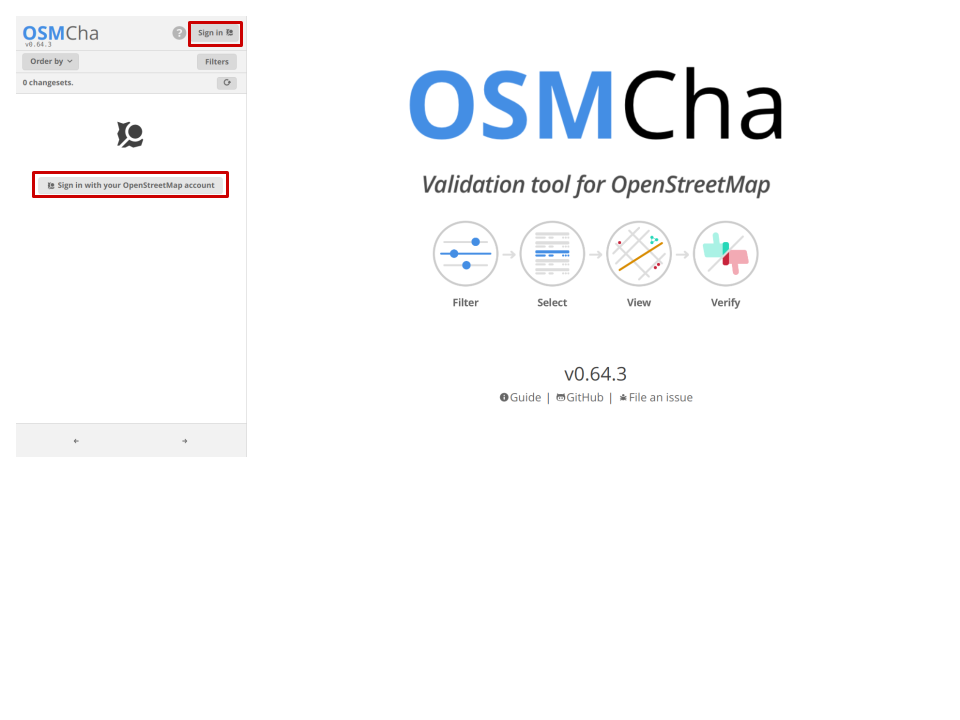 OSMCha
v0.64.3
? Sign in
Order by
Filters
0 changesets.
Sign in with your OpenStreetMap account
OSMCha
Validation tool for OpenStreetMap
Filter
Select
View
Verify
v0.64.3
Guide | GitHub | File an issue